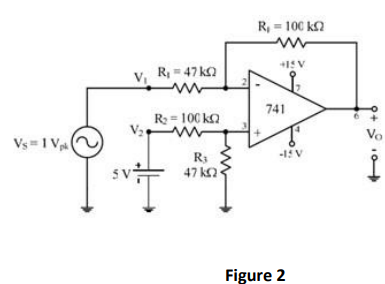 Rf = 100 kΩ
+15 V
V1
R1 = 47 kΩ
2
7
741
6
+
VO
-
VS = 1 Vpk
V2
R2 = 100 kΩ
3
+
4
-15 V
R3
47 kΩ
5 V
+
-
Figure 2